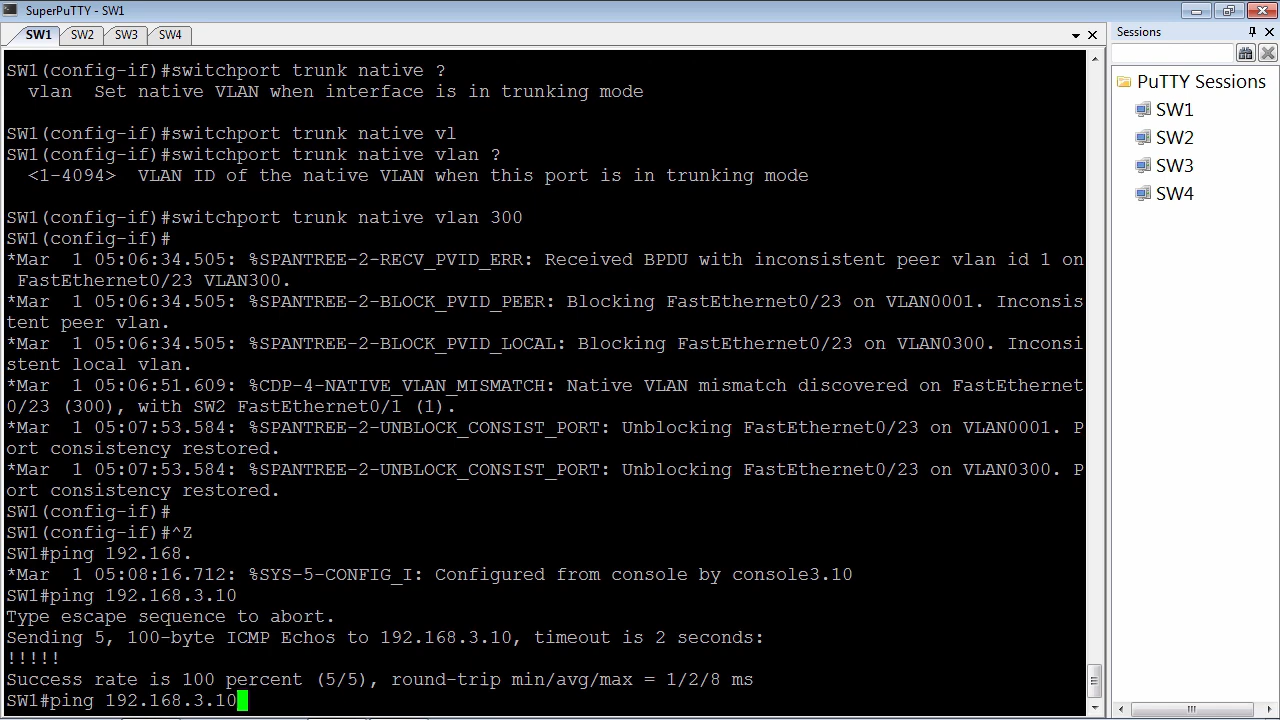 SuperPuTTY - SW1
SW1 SW2 SW3 SW4
SW1(config-if)#switchport trunk native ?
vlan  Set native VLAN when interface is in trunking mode
SW1(config-if)#switchport trunk native vl
SW1(config-if)#switchport trunk native vlan ?
<1-4094>  VLAN ID of the native VLAN when this port is in trunking mode
SW1(config-if)#switchport trunk native vlan 300
SW1(config-if)#
*Mar  1 05:06:34.505: %SPANTREE-2-RECV_PVID_ERR: Received BPDU with inconsistent peer vlan id 1 on
FastEthernet0/23 VLAN300.
*Mar  1 05:06:34.505: %SPANTREE-2-BLOCK_PVID_PEER: Blocking FastEthernet0/23 on VLAN0001. Inconsis
tent peer vlan.
*Mar  1 05:06:34.505: %SPANTREE-2-BLOCK_PVID_LOCAL: Blocking FastEthernet0/23 on VLAN0300. Inconsi
stent local vlan.
*Mar  1 05:06:51.609: %CDP-4-NATIVE_VLAN_MISMATCH: Native VLAN mismatch discovered on FastEthernet
0/23 (300), with SW2 FastEthernet0/1 (1).
*Mar  1 05:07:53.584: %SPANTREE-2-UNBLOCK_CONSIST_PORT: Unblocking FastEthernet0/23 on VLAN0001. P
ort consistency restored.
*Mar  1 05:07:53.584: %SPANTREE-2-UNBLOCK_CONSIST_PORT: Unblocking FastEthernet0/23 on VLAN0300. P
ort consistency restored.
SW1(config-if)#
SW1(config-if)#^Z
SW1#ping 192.168.
*Mar  1 05:08:16.712: %SYS-5-CONFIG_I: Configured from console by console3.10
SW1#ping 192.168.3.10
Type escape sequence to abort.
Sending 5, 100-byte ICMP Echos to 192.168.3.10, timeout is 2 seconds:
!!!!!
Success rate is 100 percent (5/5), round-trip min/avg/max = 1/2/8 ms
SW1#ping 192.168.3.10
Sessions
PuTTY Sessions
SW1
SW2
SW3
SW4